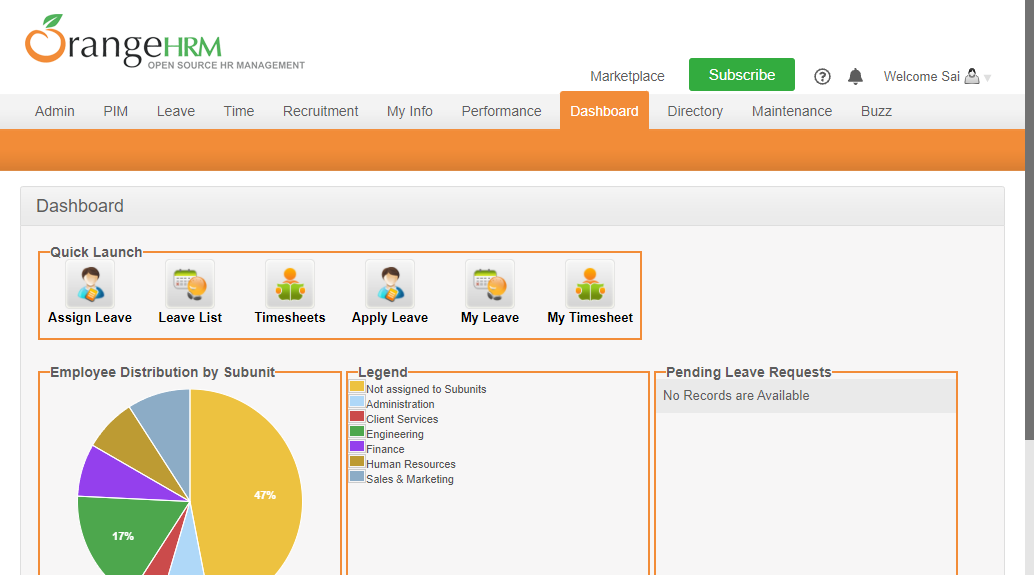 OrangeHRM
OPEN SOURCE HR MANAGEMENT
Marketplace Subscribe ? Welcome Sai
Admin PIM Leave Time Recruitment My Info Performance Dashboard Directory Maintenance Buzz
Dashboard
Quick Launch
Assign Leave Leave List Timesheets Apply Leave My Leave My Timesheet
Employee Distribution by Subunit
47%
17%
Legend
Not assigned to Subunits
Administration
Client Services
Engineering
Finance
Human Resources
Sales & Marketing
Pending Leave Requests
No Records are Available